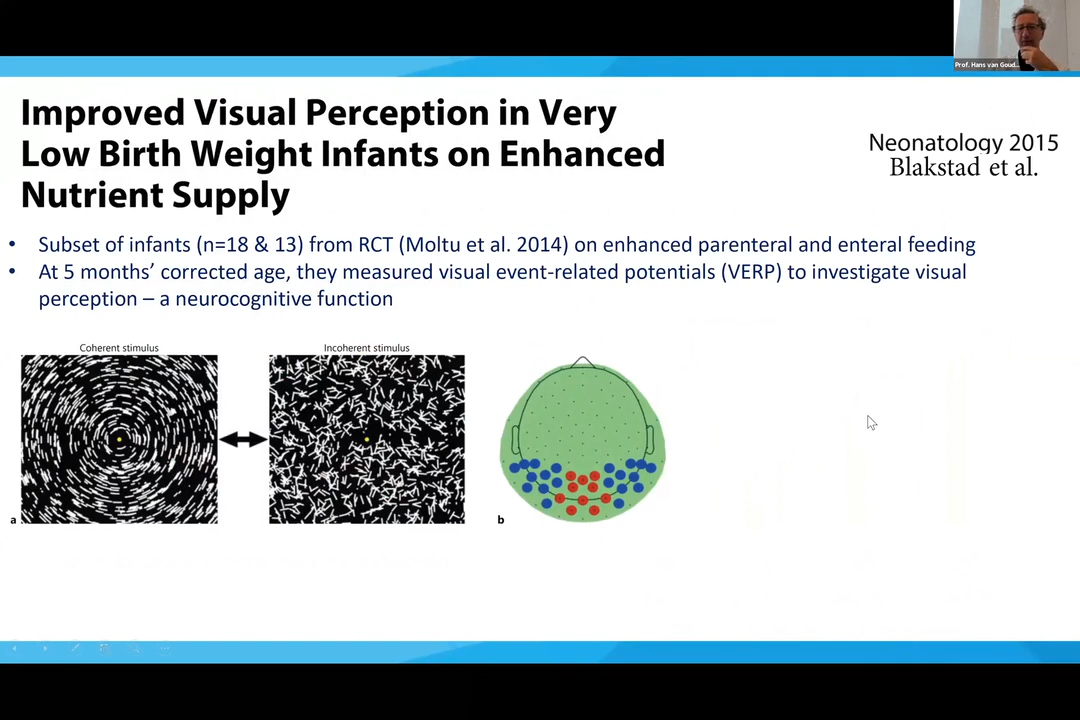 Prof. Hans van Goud...
Improved Visual Perception in Very
Low Birth Weight Infants on Enhanced
Nutrient Supply
Neonatology 2015
Blakstad et al.
• Subset of infants (n=18 & 13) from RCT (Moltu et al. 2014) on enhanced parenteral and enteral feeding
• At 5 months’ corrected age, they measured visual event-related potentials (VERP) to investigate visual
perception – a neurocognitive function
Coherent stimulus
Incoherent stimulus
a
b